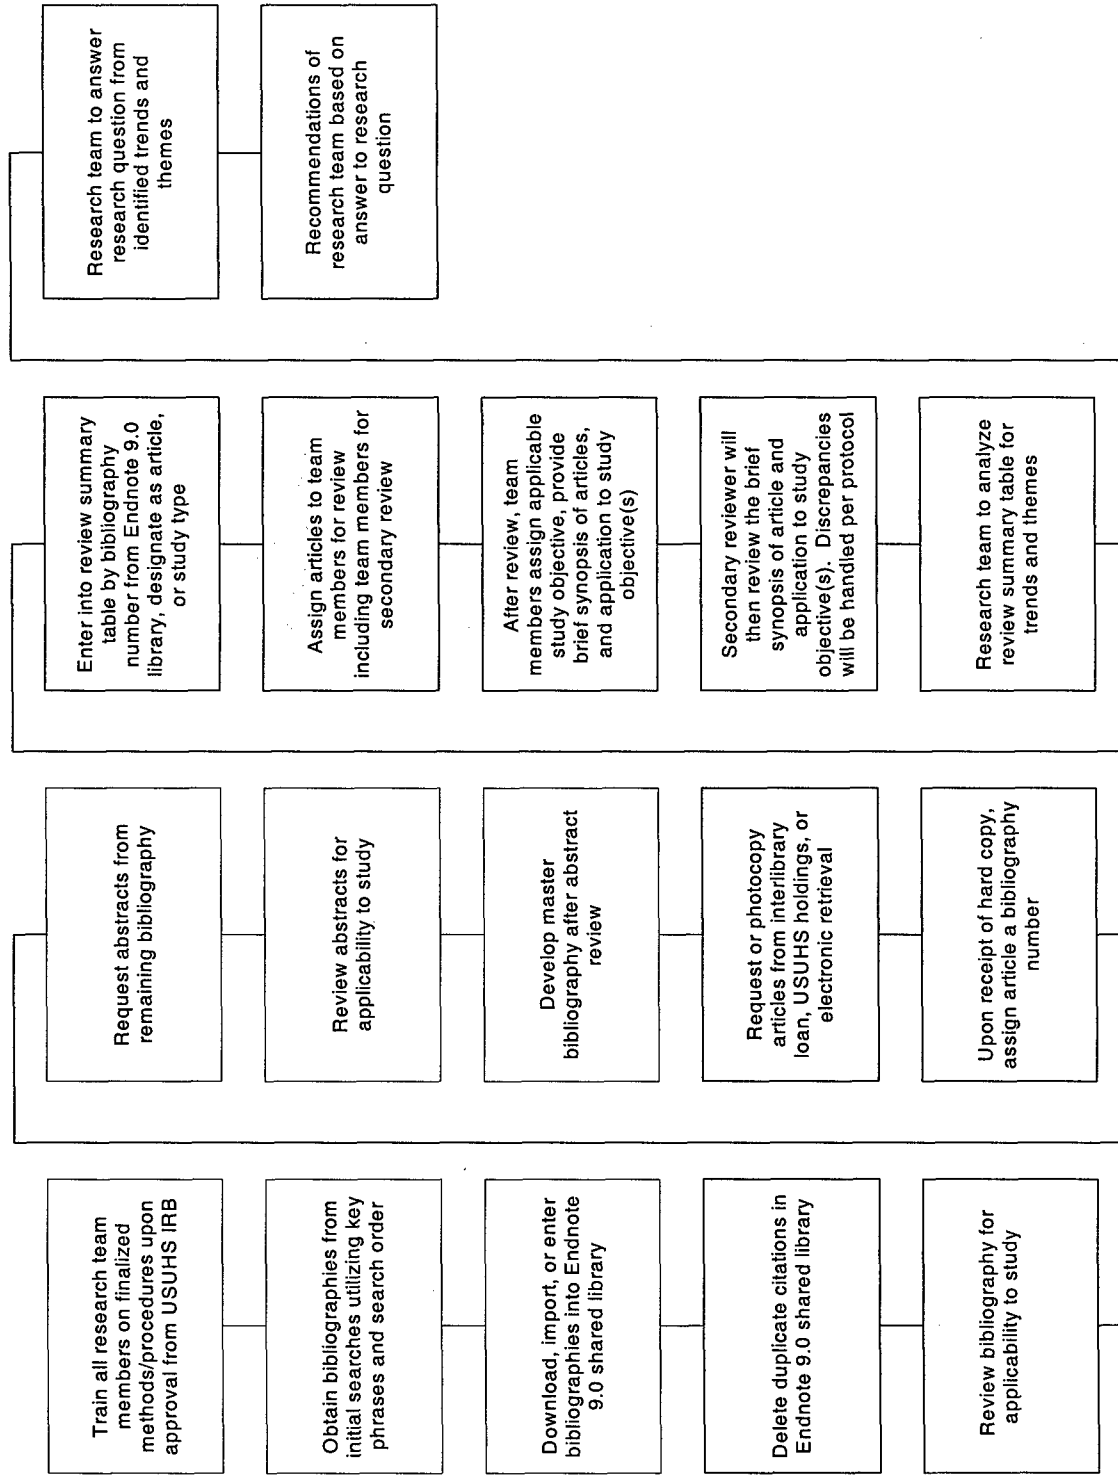 Train all research team
members on finalized
methods/procedures upon
approval from USUHS IRB
Obtain bibliographies from
initial searches utilizing key
phrases and search order
Download, import, or enter
bibliographies into Endnote
9.0 shared library
Delete duplicate citations in
Endnote 9.0 shared library
Review bibliography for
applicability to study
Request abstracts from
remaining bibliography
Review abstracts for
applicability to study
Develop master
bibliography after abstract
review
Request or photocopy
articles from interlibrary
loan, USUHS holdings, or
electronic retrieval
Upon receipt of hard copy,
assign article a bibliography
number
Enter into review summary
table by bibliography
number from Endnote 9.0
library, designate as article,
or study type
Assign articles to team
members for review
including team members for
secondary review
After review, team
members assign applicable
study objective, provide
brief synopsis of articles,
and application to study
objective(s)
Secondary reviewer will
then review the brief
synopsis of article and
application to study
objective(s). Discrepancies
will be handled per protocol
Research team to analyze
review summary table for
trends and themes
Research team to answer
research question from
identified trends and
themes
Recommendations of
research team based on
answer to research
question